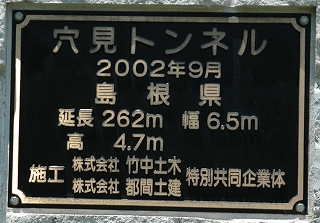 穴見トンネル
2002年9月
島根県
延長 262m 幅 6.5m
高 4.7m
施工 株式会社 竹中土木 特別共同企業体
株式会社 都間土建